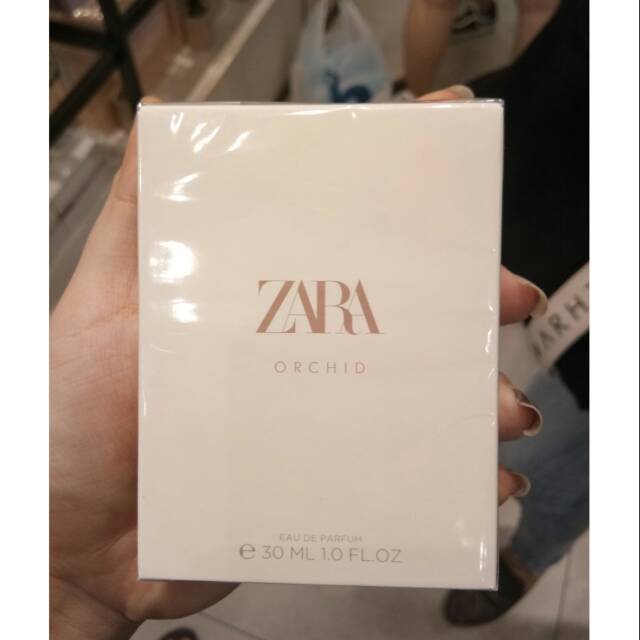 ZARA
ORCHID
EAU DE PARFUM
℮ 30 ML 1.0 FL.OZ